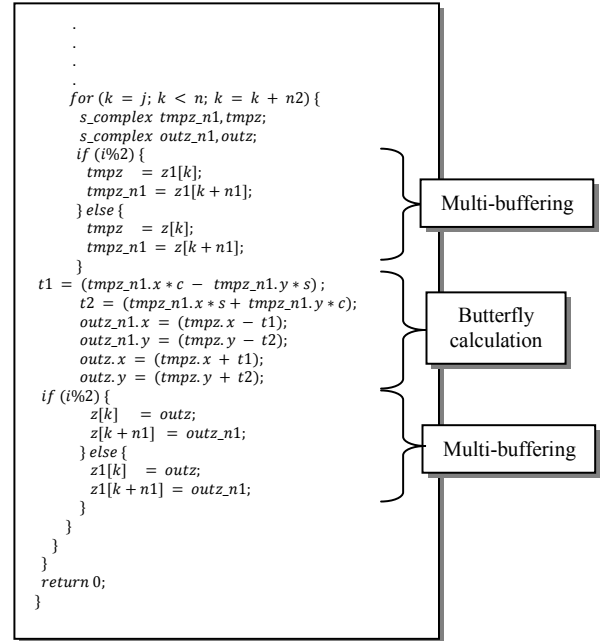 .
.
.
.
for (k = j; k < n; k = k + n2) {
s_complex tmpz_n1, tmpz;
s_complex outz_n1, outz;
if (i%2) {
tmpz = z1[k];
tmpz_n1 = z1[k + n1];
} else {
tmpz = z[k];
tmpz_n1 = z[k + n1];
}
t1 = (tmpz_n1.x * c − tmpz_n1.y * s) ;
t2 = (tmpz_n1.x * s + tmpz_n1.y * c);
outz_n1.x = (tmpz.x − t1);
outz_n1.y = (tmpz.y − t2);
outz.x = (tmpz.x + t1);
outz.y = (tmpz.y + t2);
if (i%2) {
z[k] = outz;
z[k + n1] = outz_n1;
} else {
z1[k] = outz;
z1[k + n1] = outz_n1;
}
}
}
}
return 0;
}
Multi-buffering
Butterfly
calculation
Multi-buffering